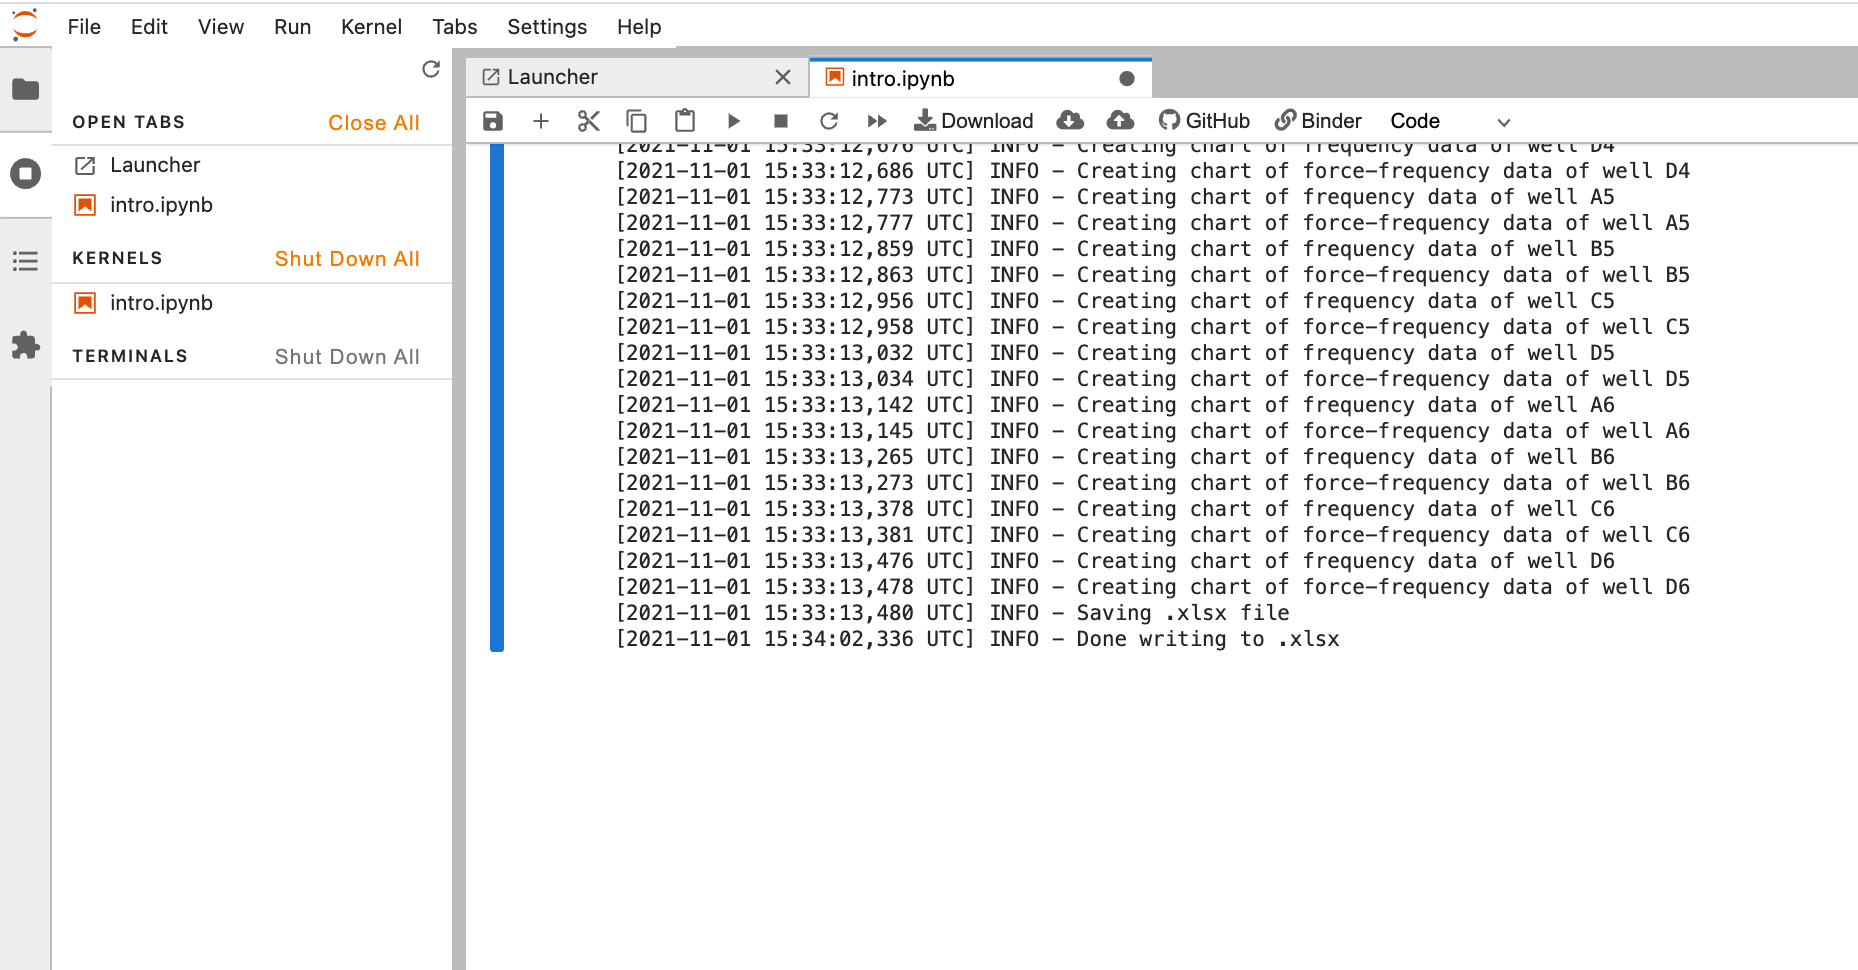 File Edit View Run Kernel Tabs Settings Help
OPEN TABS Close All
Launcher
intro.ipynb
KERNELS Shut Down All
intro.ipynb
TERMINALS Shut Down All
Launcher intro.ipynb
Download GitHub Binder Code
[2021-11-01 15:33:12,676 UTC] INFO - Creating chart of frequency data of well D4
[2021-11-01 15:33:12,686 UTC] INFO - Creating chart of force-frequency data of well D4
[2021-11-01 15:33:12,773 UTC] INFO - Creating chart of frequency data of well A5
[2021-11-01 15:33:12,777 UTC] INFO - Creating chart of force-frequency data of well A5
[2021-11-01 15:33:12,859 UTC] INFO - Creating chart of frequency data of well B5
[2021-11-01 15:33:12,863 UTC] INFO - Creating chart of force-frequency data of well B5
[2021-11-01 15:33:12,956 UTC] INFO - Creating chart of frequency data of well C5
[2021-11-01 15:33:12,958 UTC] INFO - Creating chart of force-frequency data of well C5
[2021-11-01 15:33:13,032 UTC] INFO - Creating chart of frequency data of well D5
[2021-11-01 15:33:13,034 UTC] INFO - Creating chart of force-frequency data of well D5
[2021-11-01 15:33:13,142 UTC] INFO - Creating chart of frequency data of well A6
[2021-11-01 15:33:13,145 UTC] INFO - Creating chart of force-frequency data of well A6
[2021-11-01 15:33:13,265 UTC] INFO - Creating chart of frequency data of well B6
[2021-11-01 15:33:13,273 UTC] INFO - Creating chart of force-frequency data of well B6
[2021-11-01 15:33:13,378 UTC] INFO - Creating chart of frequency data of well C6
[2021-11-01 15:33:13,381 UTC] INFO - Creating chart of force-frequency data of well C6
[2021-11-01 15:33:13,476 UTC] INFO - Creating chart of frequency data of well D6
[2021-11-01 15:33:13,478 UTC] INFO - Creating chart of force-frequency data of well D6
[2021-11-01 15:33:13,480 UTC] INFO - Saving .xlsx file
[2021-11-01 15:34:02,336 UTC] INFO - Done writing to .xlsx